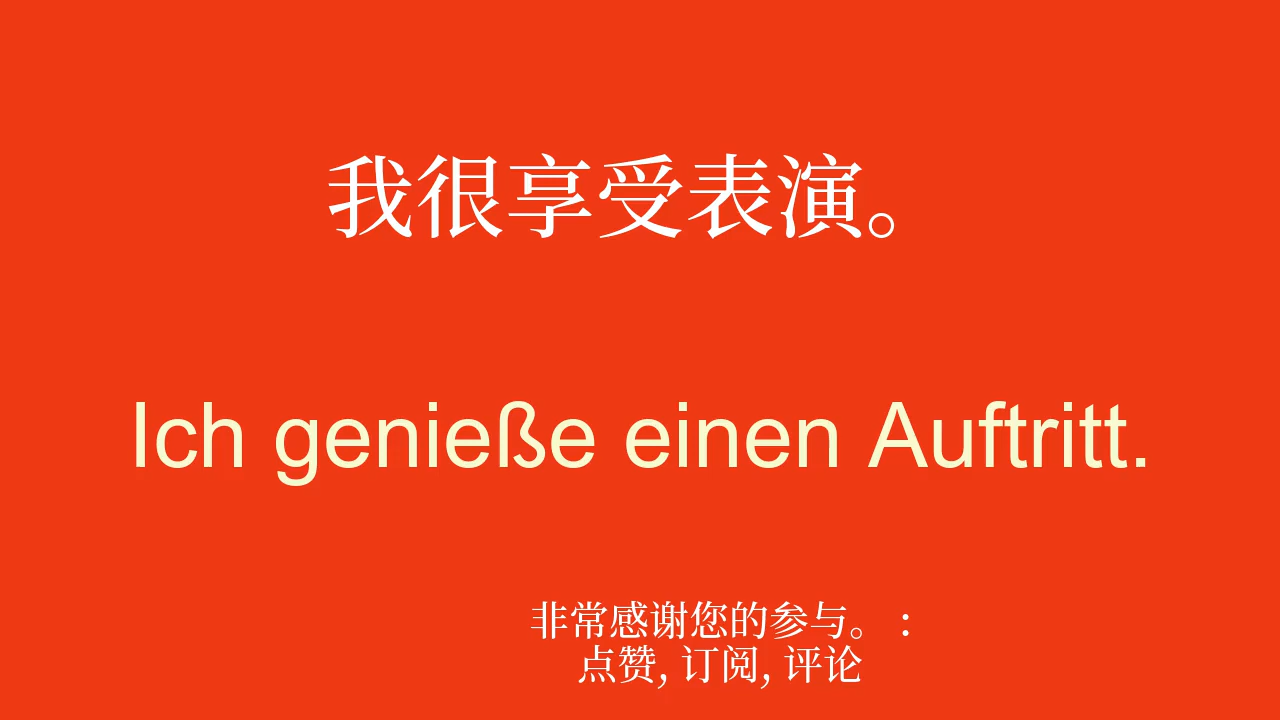 我很享受表演。
Ich genieße einen Auftritt.
非常感谢您的参与。 :
点赞, 订阅, 评论